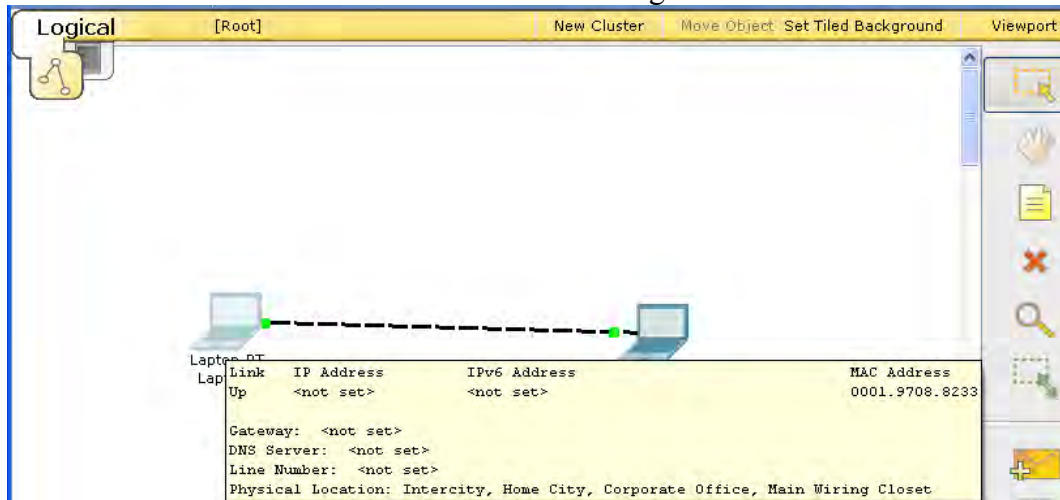 Logical [Root] New Cluster Move Object Set Tiled Background Viewport
Link IP Address IPv6 Address MAC Address
Up <not set> <not set> 0001.9708.8233
Gateway: <not set>
DNS Server: <not set>
Line Number: <not set>
Physical Location: Intercity, Home City, Corporate Office, Main Wiring Closet